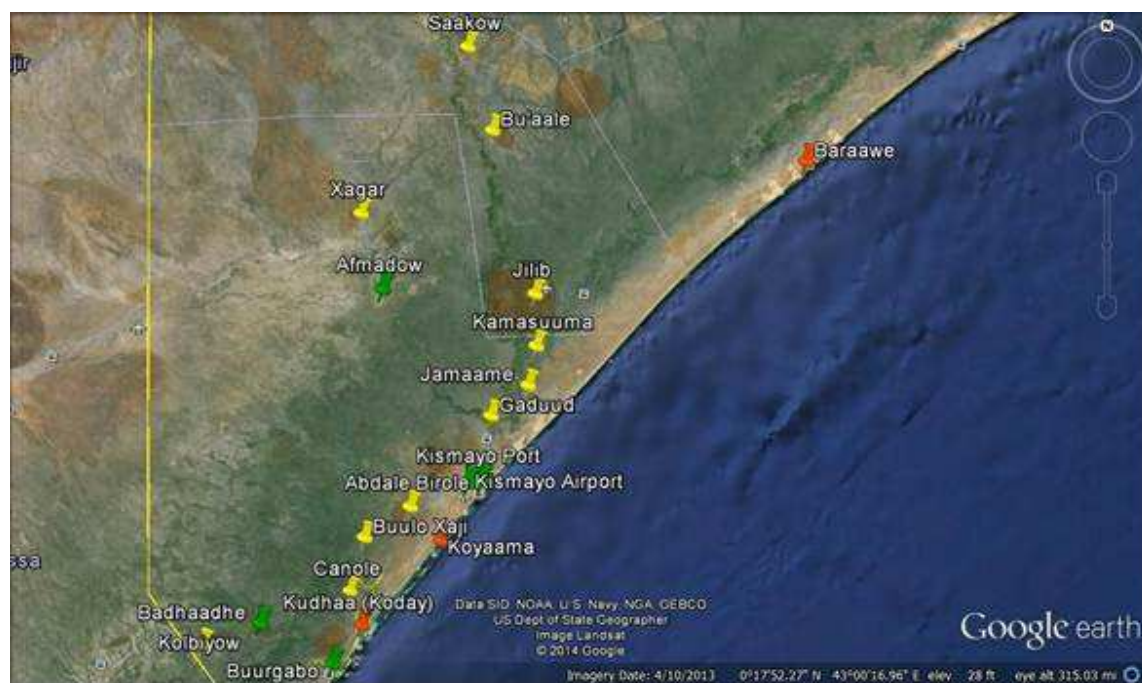 Saakow
jir
N
Bu'aale
Baraawe
Xagar
Afmadow
Jilib
Kamasuuma
Jamaame
Gaduud
Kismayo Port
Abdale Birole
Kismayo Airport
Buulo Xaji
Koyaama
ssa
Canole
Kudhaa (Koday)
Badhaadhe
Kolbiyow
Buurgabo
Data SIO, NOAA, U.S. Navy, NGA, GEBCO
US Dept of State Geographer
Image Landsat
© 2014 Google
Google earth
Imagery Date: 4/10/2013 0°17'52.27" N 43°00'16.96" E elev 28 ft eye alt 315.03 mi